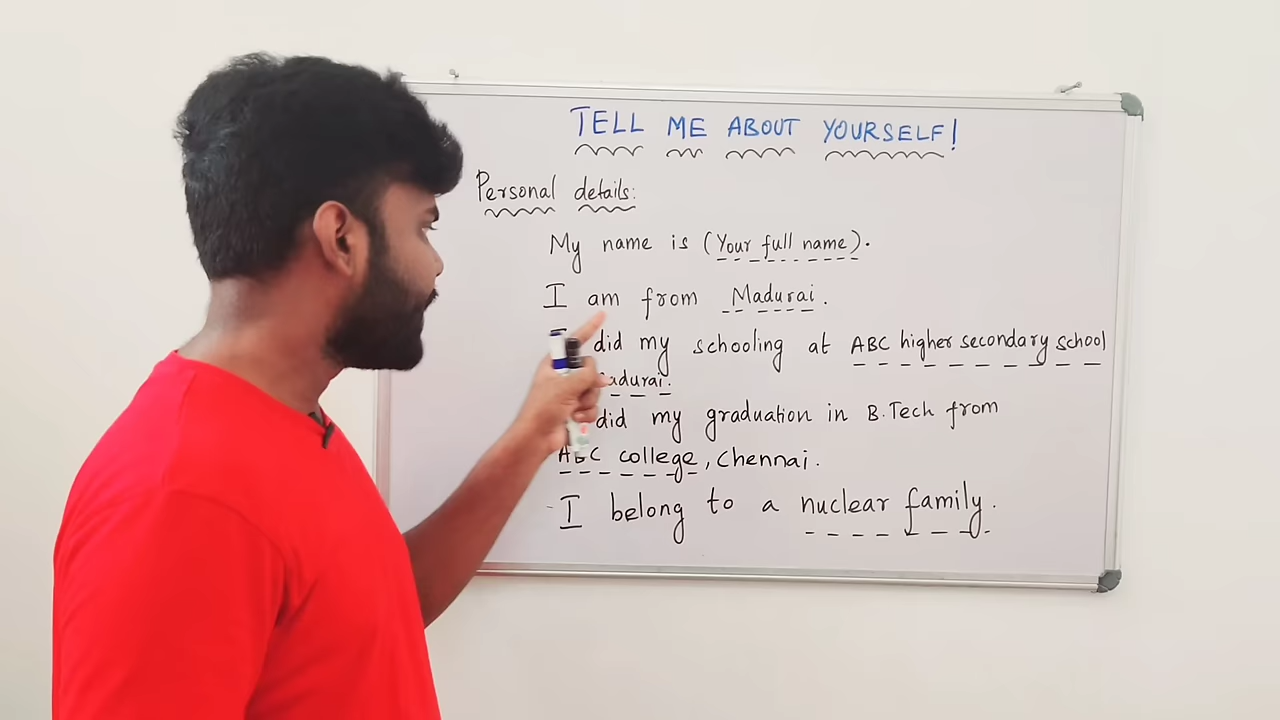 TELL ME ABOUT YOURSELF!
Personal details:
My name is (Your full name).
I am from Madurai.
did my schooling at ABC higher secondary school
adurai.
did my graduation in B.Tech from
ABC college, Chennai.
- I belong to a nuclear family.